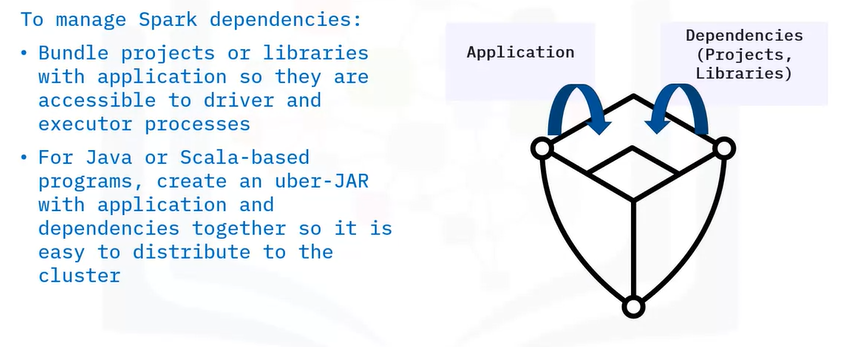 To manage Spark dependencies:
• Bundle projects or libraries
with application so they are
accessible to driver and
executor processes
• For Java or Scala-based
programs, create an uber-JAR
with application and
dependencies together so it is
easy to distribute to the
cluster
Application
Dependencies
(Projects,
Libraries)